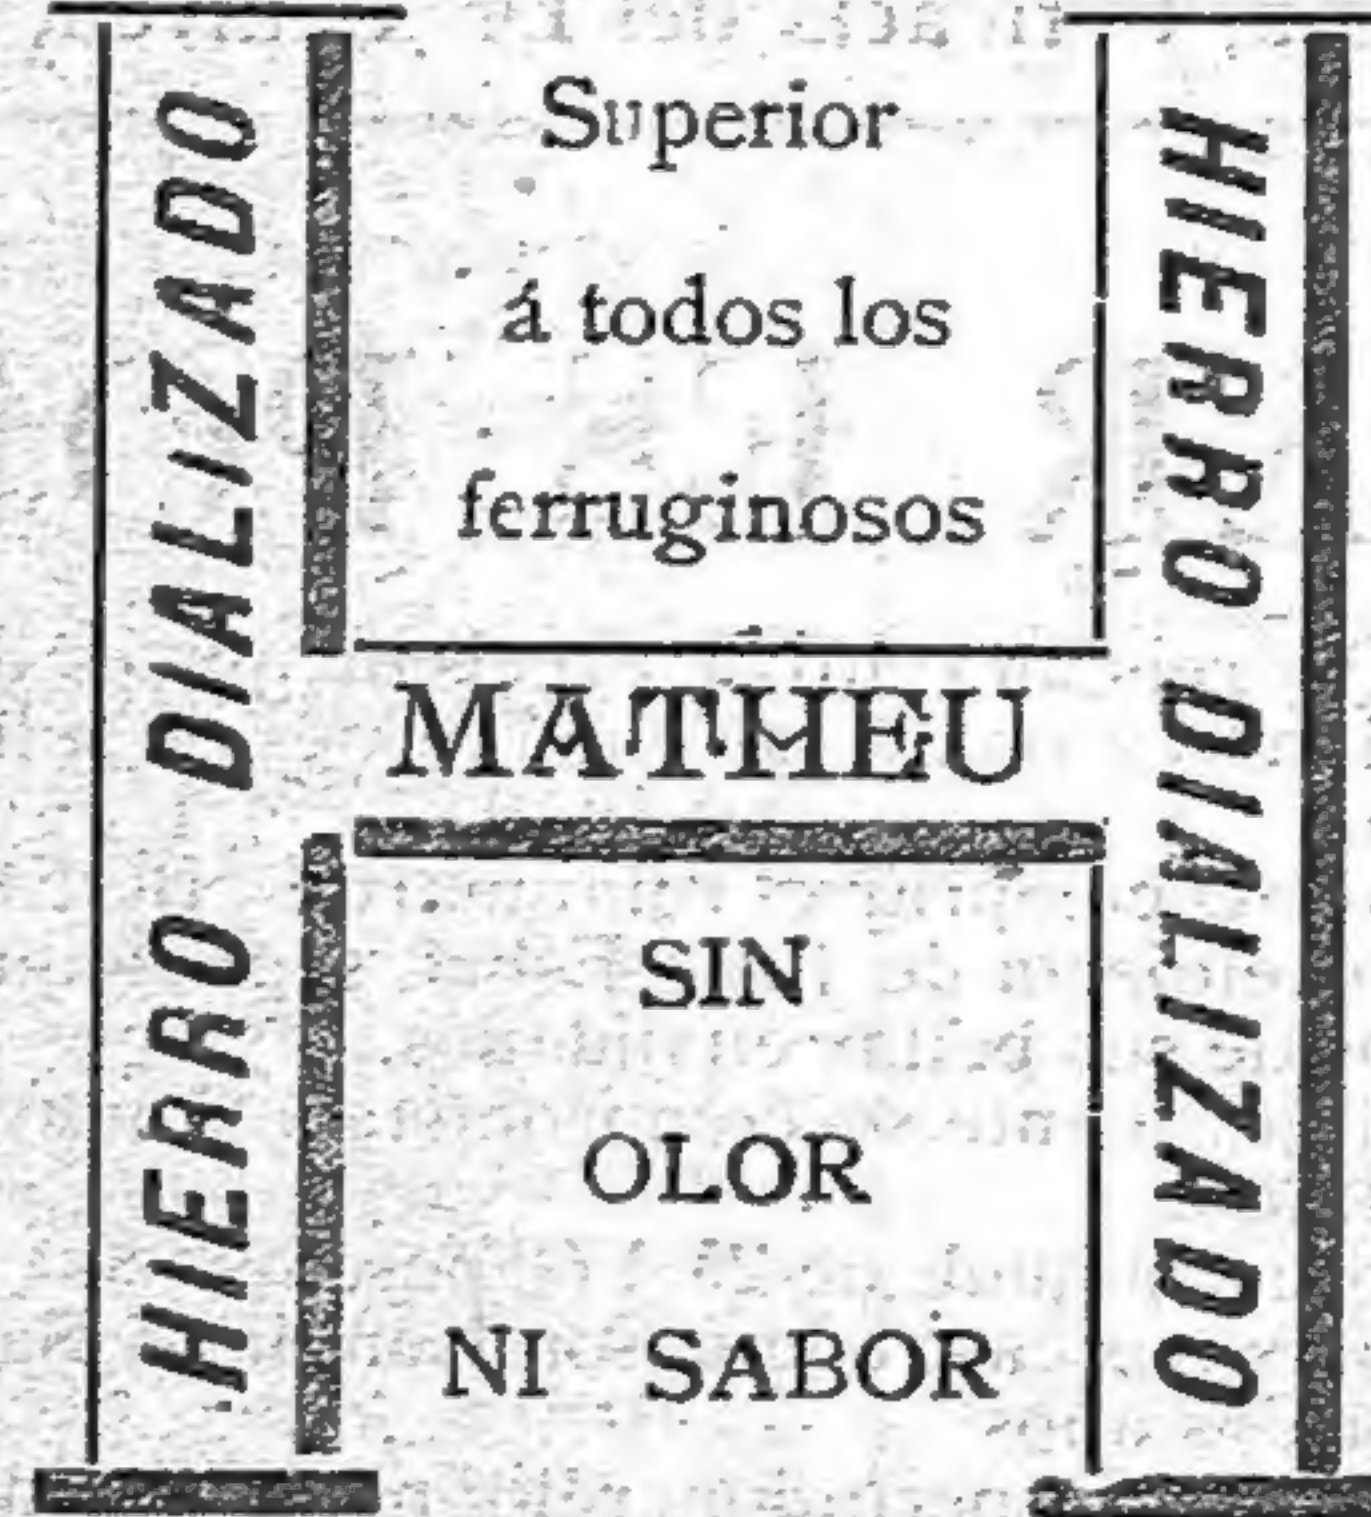 HIERRO DIALIZADO
Superior
á todos los
ferruginosos
MATHEU
SIN
OLOR
NI SABOR
HIERRO DIALIZADO